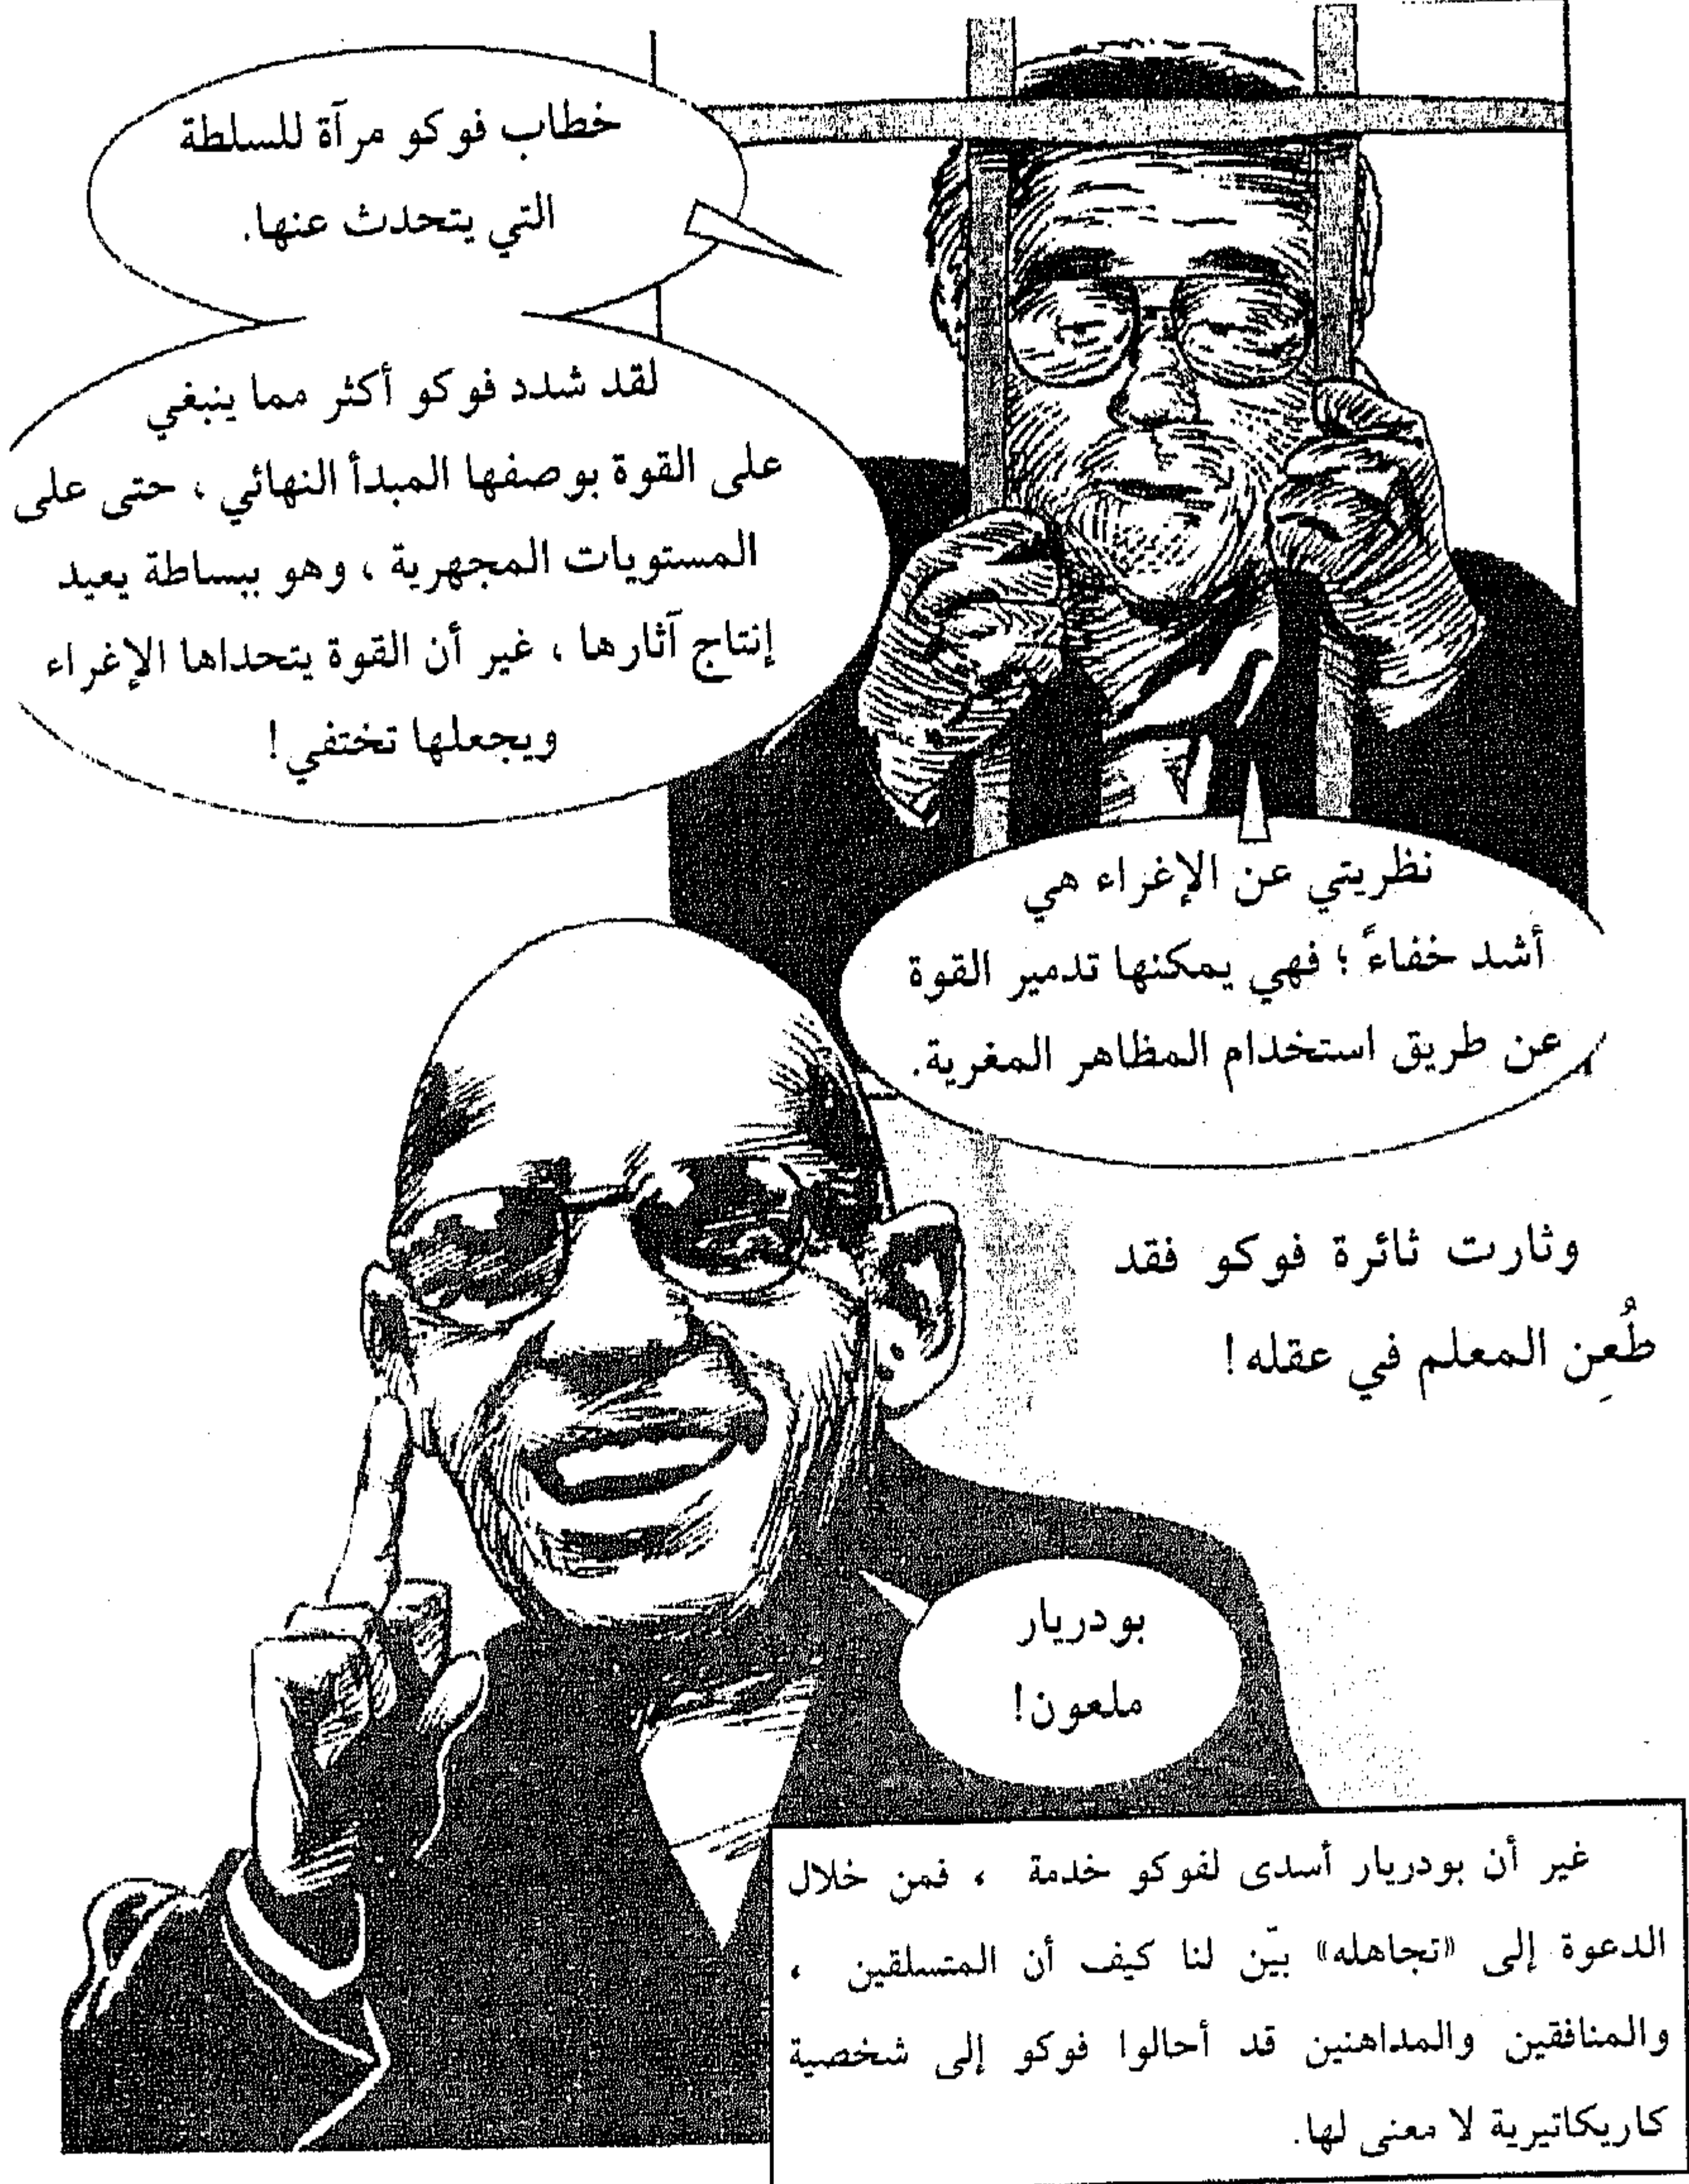 خطاب فوكو مرآة للسلطة
التي يتحدث عنها.
لقد شدد فوكو أكثر مما ينبغي
على القوة بوصفها المبدأ النهائي ، حتى على
المستويات المجهرية ، وهو ببساطة يعيد
إنتاج آثارها ، غير أن القوة يتحداها الإغراء
ويجعلها تختفي !
نظريتي عن الإغراء هي
أشد خفاءً ؛ فهي يمكنها تدمير القوة
عن طريق استخدام المظاهر المغرية.
وثارت ثائرة فوكو فقد
طُعِن المعلم في عقله !
بودريار
ملعون!
غير أن بودريار أسدى لفوكو خدمة ، فمن خلال
الدعوة إلى «تجاهله» بيّن لنا كيف أن المتسلقين ،
والمنافقين والمداهنين قد أحالوا فوكو إلى شخصية
كاريكاتيرية لا معنى لها.